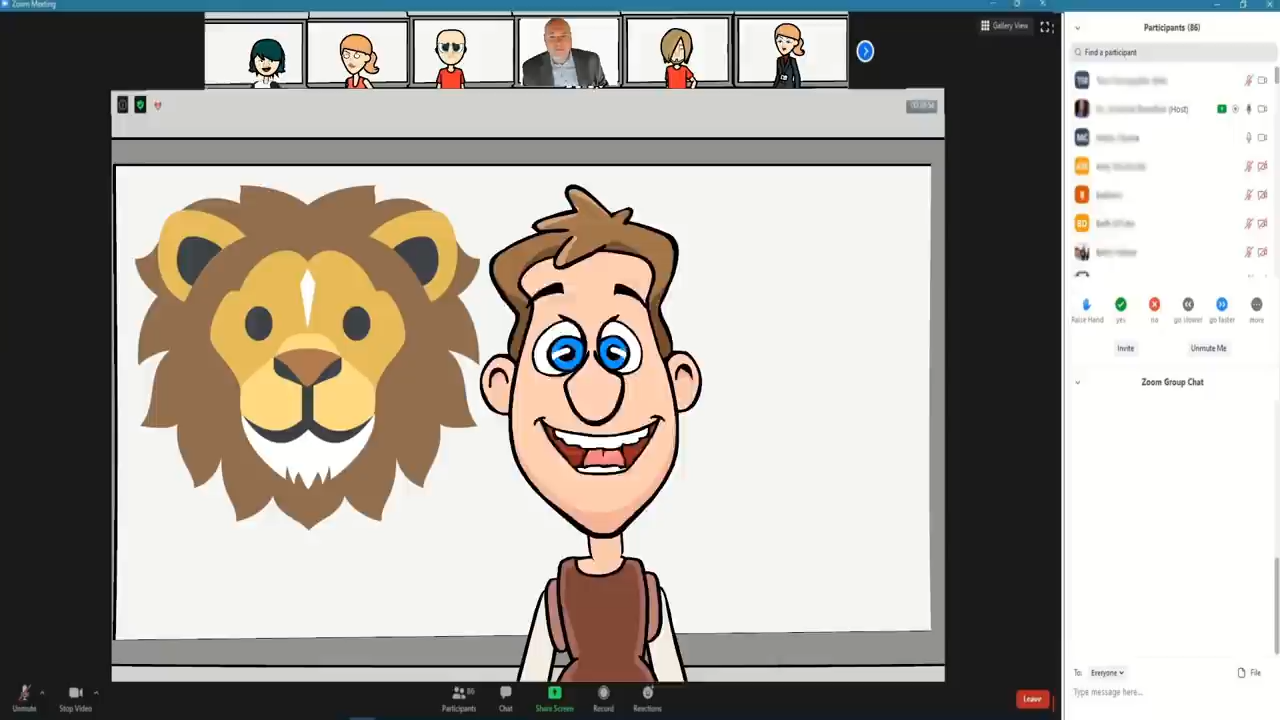 Zoom Meeting
Gallery View
Participants (86)
Find a participant
(Host)
Raise Hand
yes
no
go slower
go faster
more
Invite
Unmute Me
Zoom Group Chat
To:
Everyone
File
Type message here...
Unmute
Stop Video
86
Participants
Chat
Share Screen
Record
Reactions
Leave